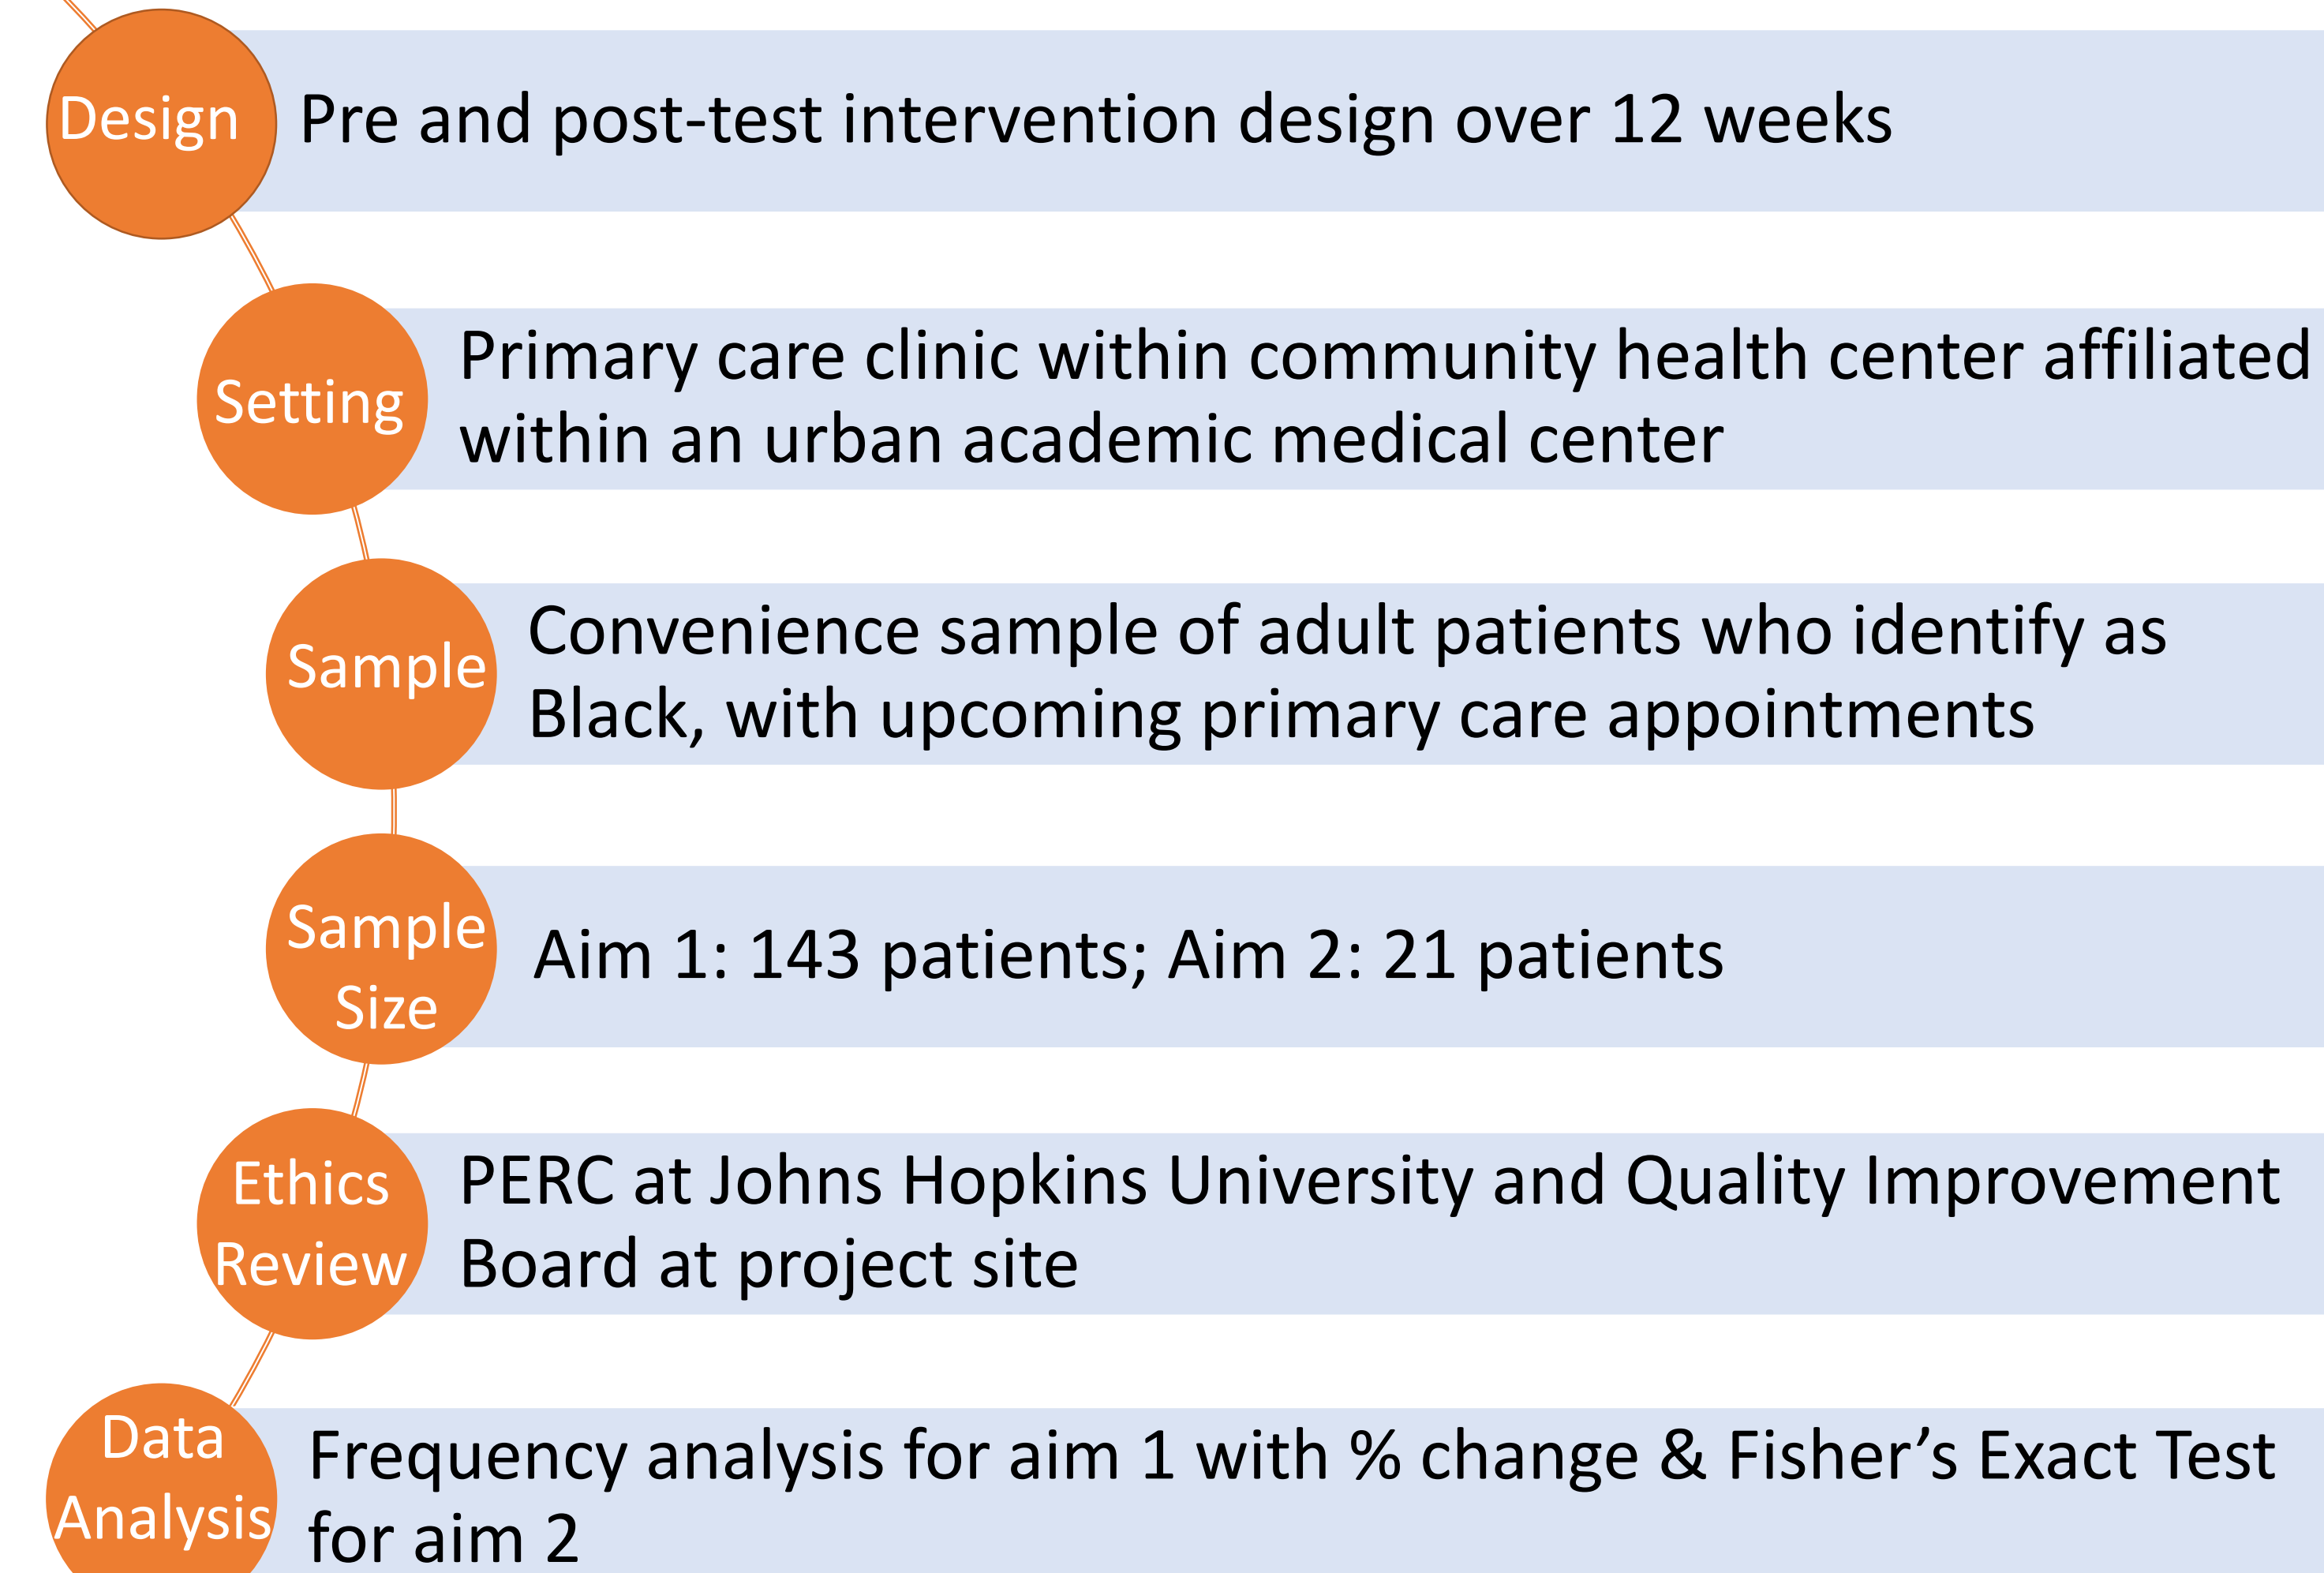 Design
Pre and post-test intervention design over 12 weeks
Setting
Primary care clinic within community health center affiliated
within an urban academic medical center
Sample
Convenience sample of adult patients who identify as
Black, with upcoming primary care appointments
Sample
Size
Aim 1: 143 patients; Aim 2: 21 patients
Ethics
Review
PERC at Johns Hopkins University and Quality Improvement
Board at project site
Data
Analysis
Frequency analysis for aim 1 with % change & Fisher’s Exact Test
for aim 2